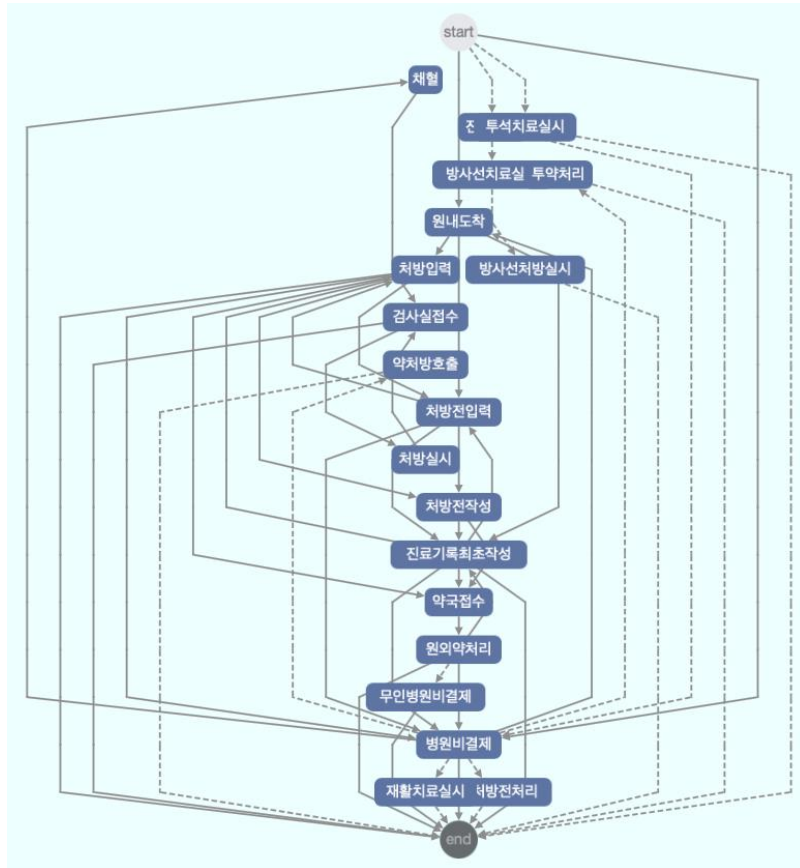 start
채혈
투석치료실시
방사선치료실
투약처리
원내도착
처방입력
방사선처방실시
검사실접수
약처방호출
처방전입력
처방실시
처방전작성
진료기록최초작성
약국접수
원외약처리
무인병원비결제
병원비결제
재활치료실시
방전처리
end